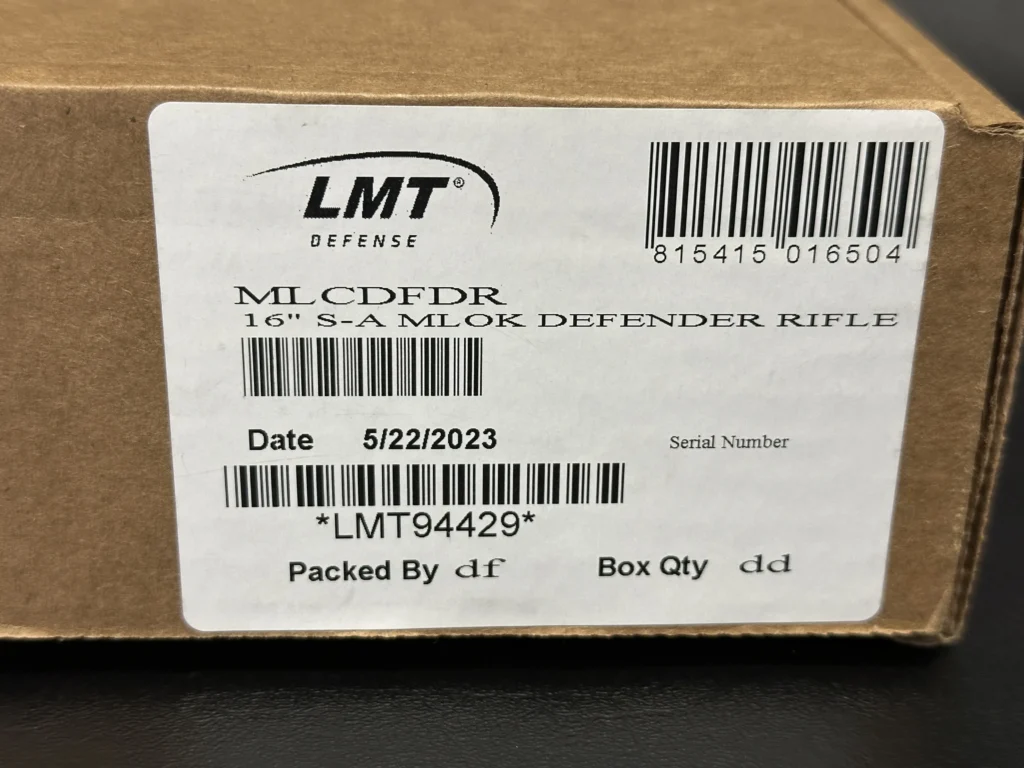 LMT®
DEFENSE
815415 016504
MLCDFDR
16" S-A MLOK DEFENDER RIFLE
Date 5/22/2023
Serial Number
*LMT94429*
Packed By df Box Qty dd